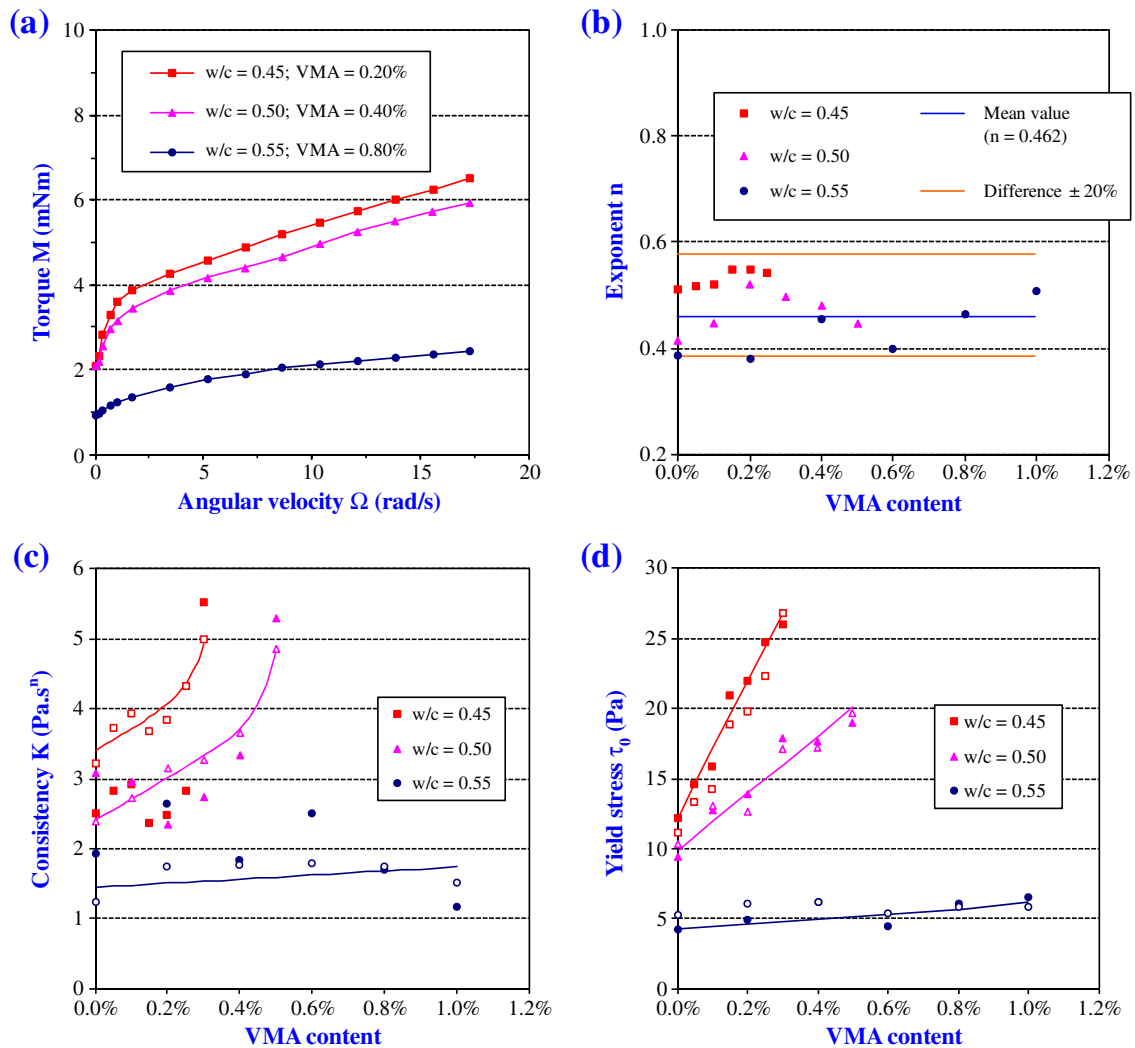 (a)
10
8
6
4
2
0
Torque M (mNm)
w/c = 0.45; VMA = 0.20%
w/c = 0.50; VMA = 0.40%
w/c = 0.55; VMA = 0.80%
0 5 10 15 20
Angular velocity Ω (rad/s)
(b)
1.0
0.8
0.6
0.4
0.2
Exponent n
w/c = 0.45
w/c = 0.50
w/c = 0.55
Mean value
(n = 0.462)
Difference ± 20%
0.0% 0.2% 0.4% 0.6% 0.8% 1.0% 1.2%
VMA content
(c)
6
5
4
3
2
1
0
Consistency K (Pa.sⁿ)
w/c = 0.45
w/c = 0.50
w/c = 0.55
0.0% 0.2% 0.4% 0.6% 0.8% 1.0% 1.2%
VMA content
(d)
30
25
20
15
10
5
0
Yield stress τ₀ (Pa)
w/c = 0.45
w/c = 0.50
w/c = 0.55
0.0% 0.2% 0.4% 0.6% 0.8% 1.0% 1.2%
VMA content